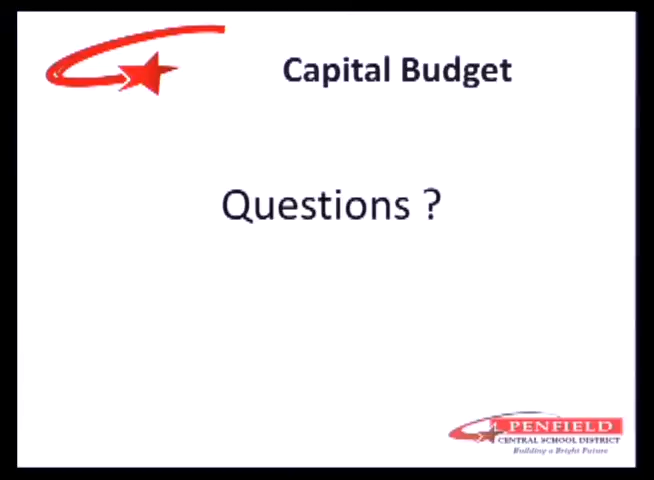 Capital Budget
Questions ?
PENFIELD
CENTRAL SCHOOL DISTRICT
Building a Bright Future